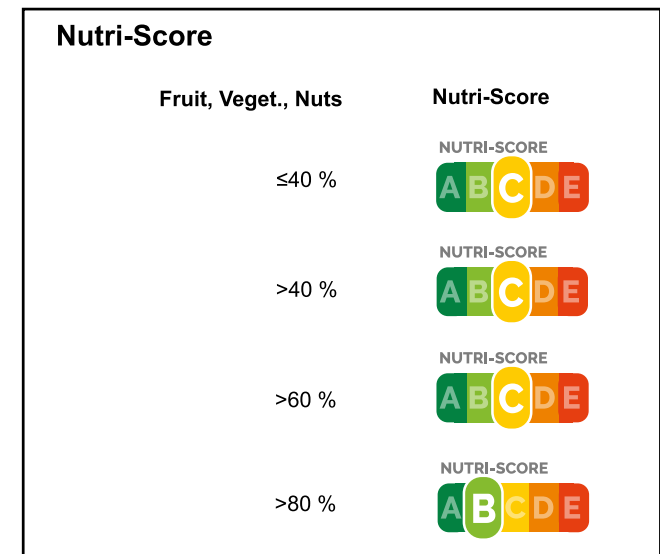 Nutri-Score
Fruit, Veget., Nuts Nutri-Score
NUTRI-SCORE
≤40 % A B C D E
NUTRI-SCORE
>40 % A B C D E
NUTRI-SCORE
>60 % A B C D E
NUTRI-SCORE
>80 % A B C D E